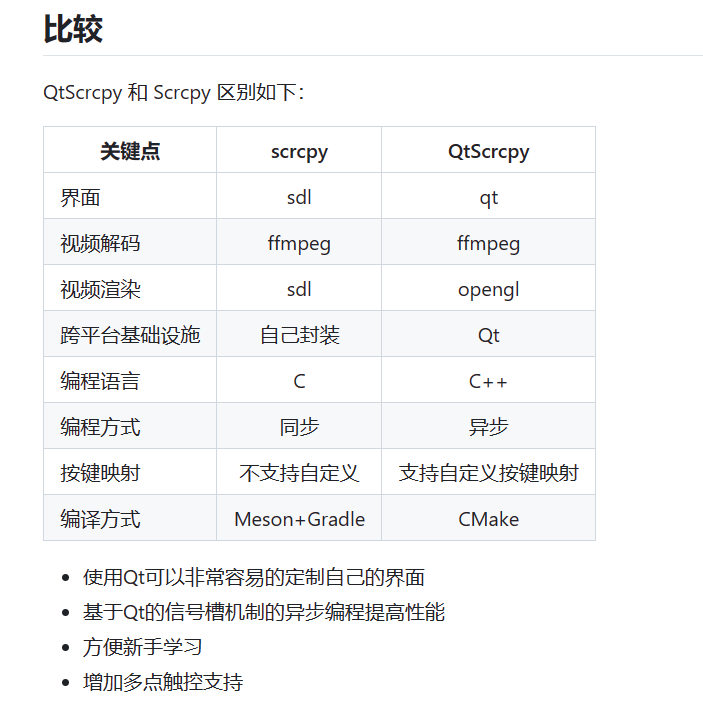 比较
QtScrcpy 和 Scrcpy 区别如下：
关键点 scrcpy QtScrcpy
界面 sdl qt
视频解码 ffmpeg ffmpeg
视频渲染 sdl opengl
跨平台基础设施 自己封装 Qt
编程语言 C C++
编程方式 同步 异步
按键映射 不支持自定义 支持自定义按键映射
编译方式 Meson+Gradle CMake
使用Qt可以非常容易的定制自己的界面
基于Qt的信号槽机制的异步编程提高性能
方便新手学习
增加多点触控支持